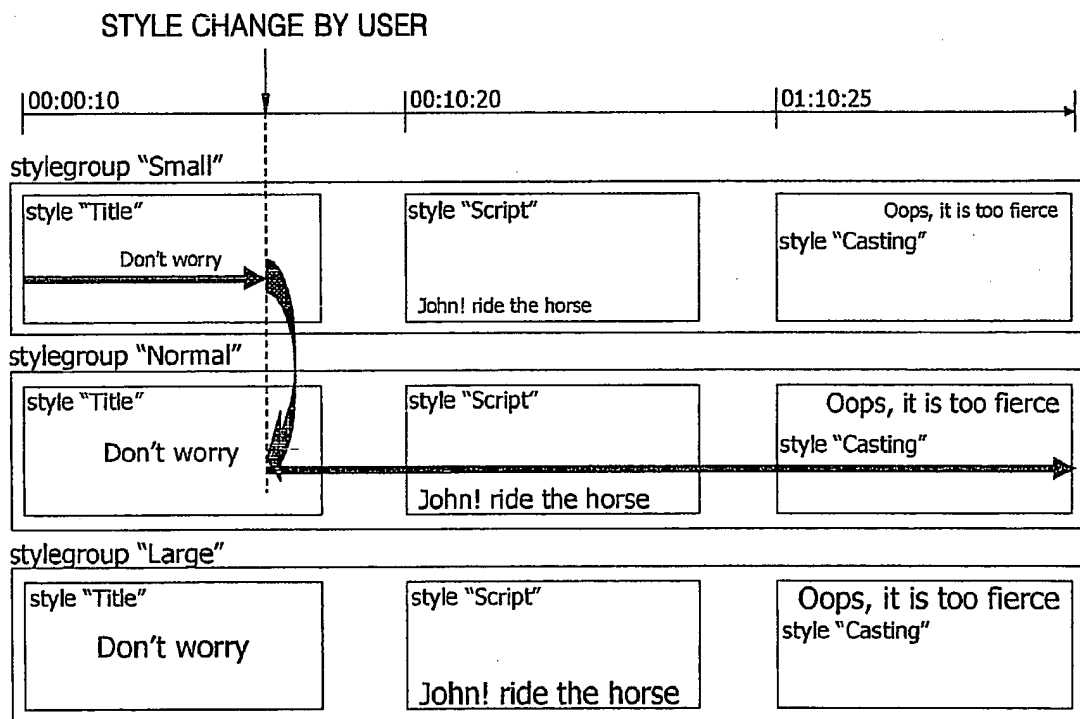 STYLE CHANGE BY USER
00:00:10 00:10:20 01:10:25
stylegroup “Small”
style “Title” style “Script” Oops, it is too fierce
style “Casting”
Don't worry
John! ride the horse
stylegroup “Normal”
style “Title” style “Script” Oops, it is too fierce
style “Casting”
Don't worry
John! ride the horse
stylegroup “Large”
style “Title” style “Script” Oops, it is too fierce
style “Casting”
Don't worry
John! ride the horse